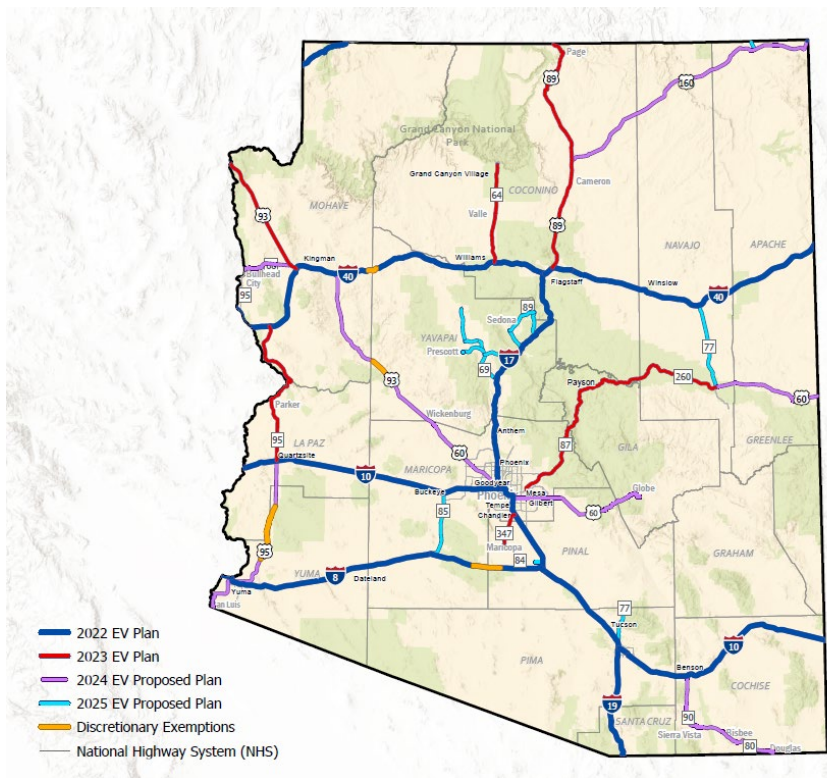 Page
89
160
Grand Canyon National
Park
Grand Canyon Village
COCONINO
64
Cameron
MOHAVE
93
Valle
89
NAVAJO
APACHE
Kingman
Williams
40
Flagstaff
Winslow
40
Bullhead
City
95
89
Sedona
YAVAPAI
Prescott
17
77
69
93
Payson
260
60
Parker
Wickenburg
Anthem
87
GILA
GREENLEE
95
LA PAZ
60
Quartzsite
MARICOPA
Phoenix
10
Goodyear
Phoe
Mesa
Globe
Buckeye
Tempe
Gilbert
Chandler
60
85
347
Maricopa
PINAL
95
84
GRAHAM
YUMA
8
Dateland
Yuma
San Luis
77
Tucson
10
PIMA
Benson
COCHISE
19
90
SANTA CRUZ
Sierra Vista
Bisbee
80
Douglas
2022 EV Plan
2023 EV Plan
2024 EV Proposed Plan
2025 EV Proposed Plan
Discretionary Exemptions
National Highway System (NHS)